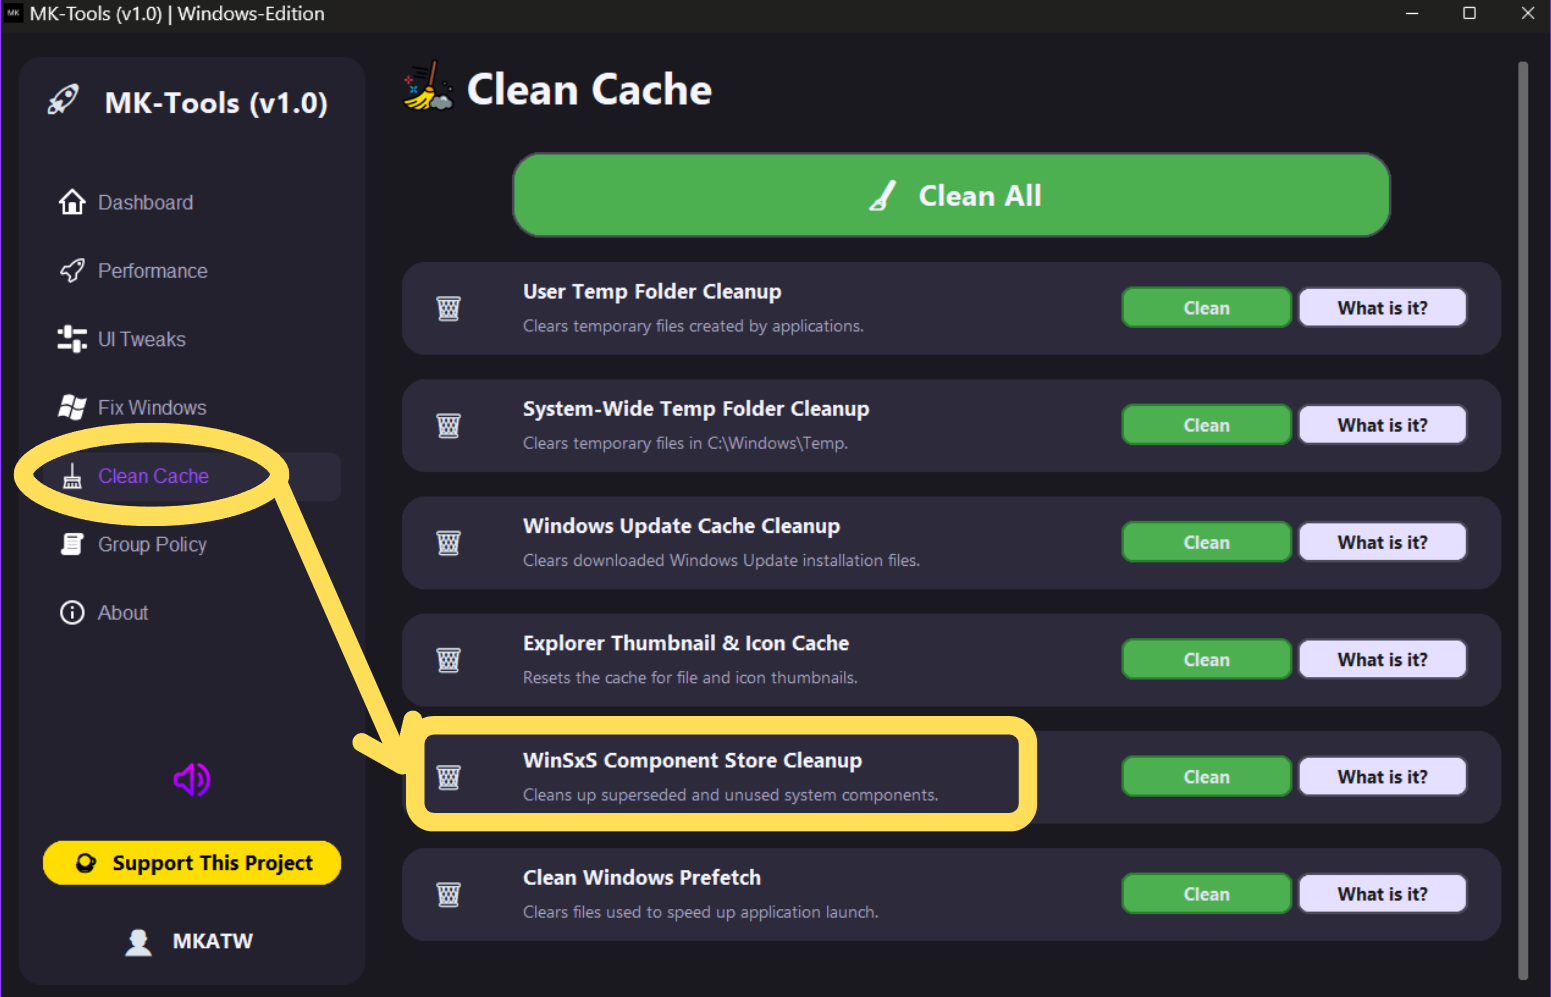 MK MK-Tools (v1.0) | Windows-Edition
MK-Tools (v1.0)
Dashboard
Performance
UI Tweaks
Fix Windows
Clean Cache
Group Policy
About
Support This Project
MKATW
Clean Cache
Clean All
User Temp Folder Cleanup
Clears temporary files created by applications.
Clean
What is it?
System-Wide Temp Folder Cleanup
Clears temporary files in C:\Windows\Temp.
Clean
What is it?
Windows Update Cache Cleanup
Clears downloaded Windows Update installation files.
Clean
What is it?
Explorer Thumbnail & Icon Cache
Resets the cache for file and icon thumbnails.
Clean
What is it?
WinSxS Component Store Cleanup
Cleans up superseded and unused system components.
Clean
What is it?
Clean Windows Prefetch
Clears files used to speed up application launch.
Clean
What is it?